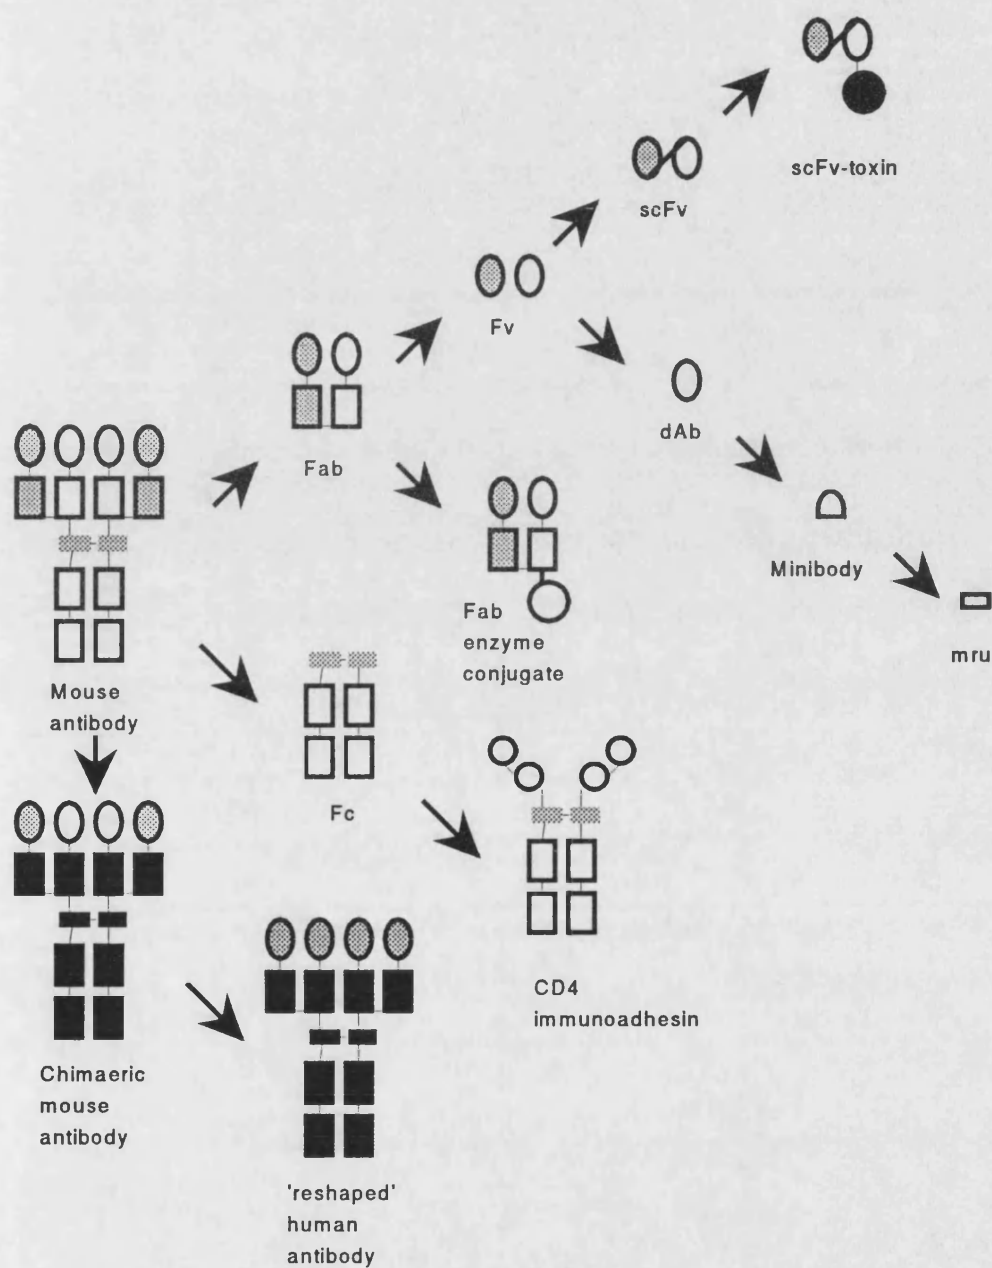 scFv-toxin
scFv
Fv
dAb
Fab
Minibody
Fab
enzyme
conjugate
mru
Mouse
antibody
Fc
CD4
immunoadhesin
Chimaeric
mouse
antibody
'reshaped'
human
antibody